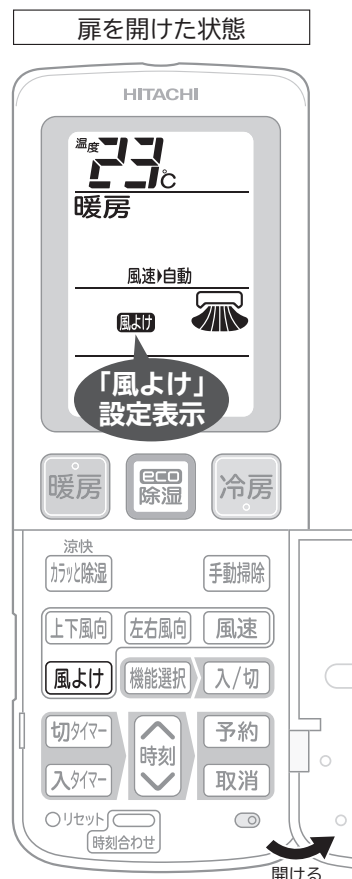 扉を開けた状態
HITACHI
温度
23℃
暖房
風速 自動
風よけ
「風よけ」
設定表示
暖房
eco
除湿
冷房
涼快
カラッと除湿
手動掃除
上下風向
左右風向
風速
風よけ
機能選択
入/切
切タイマー
時刻
予約
入タイマー
取消
リセット
時刻合わせ
開ける